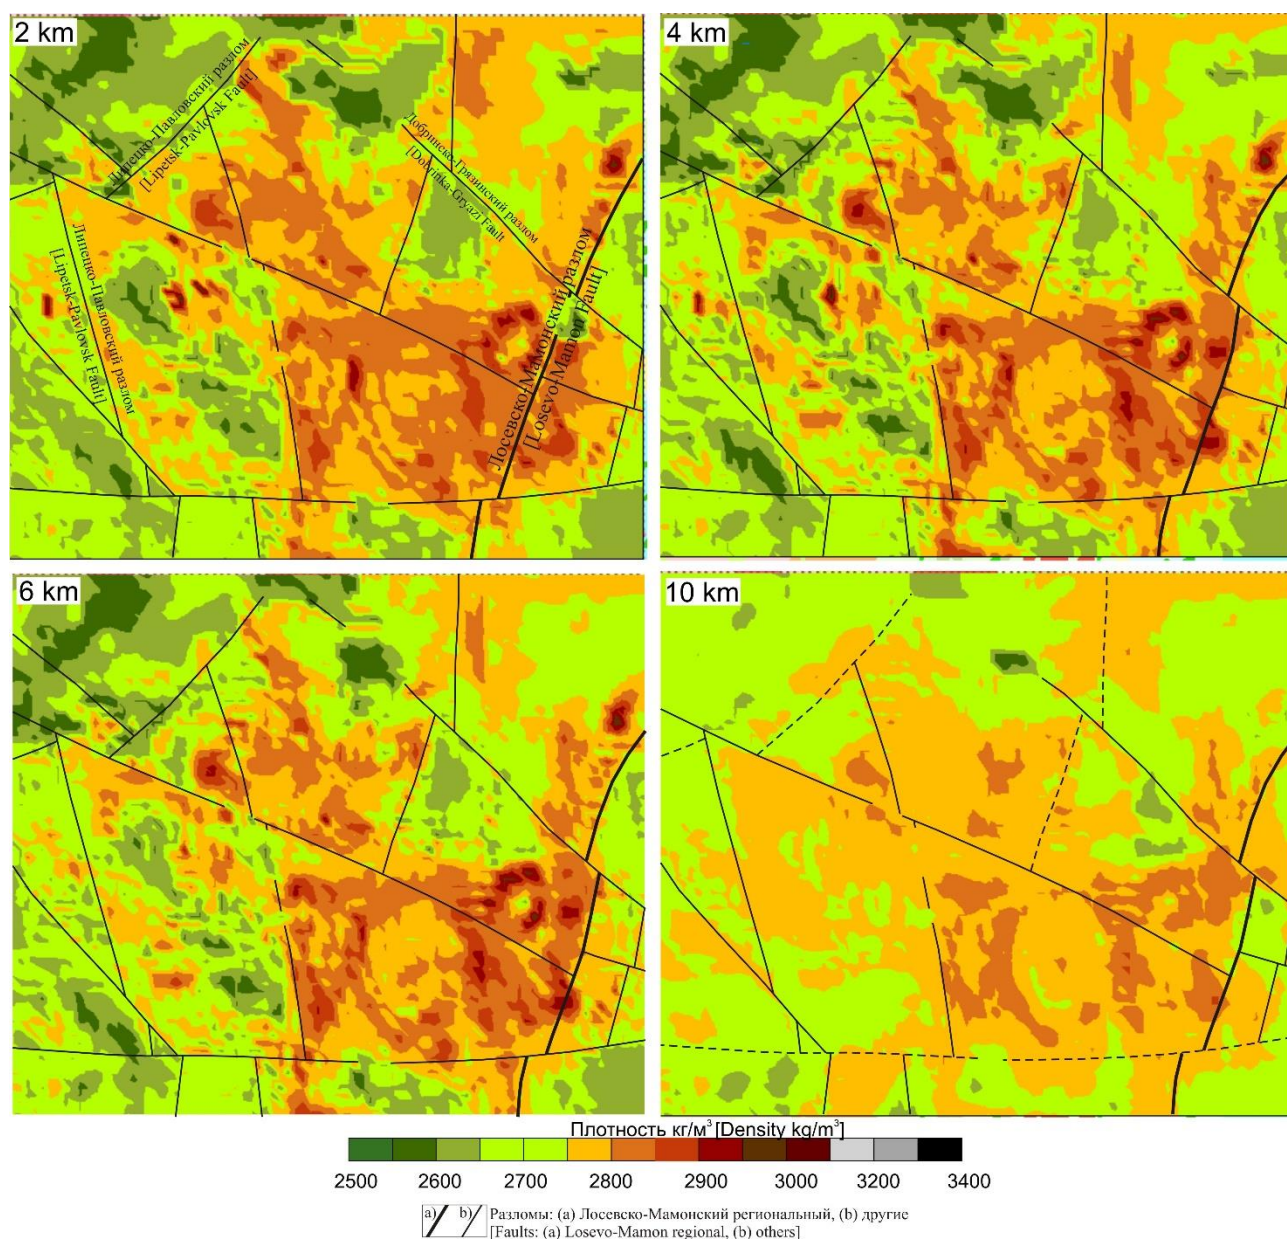 2 km
Липецко-Павловский разлом
[Lipetsk-Pavlovsk Fault]
Добринско-Грязинский разлом
[Dobrinka-Gryazi Fault]
Липецко-Павловский разлом
[Lipetsk-Pavlovsk Fault]
Лосевско-Мамонский разлом
[Losevo-Mamon Fault]
4 km
6 km
10 km
Плотность кг/м³ [Density kg/m³]
2500 2600 2700 2800 2900 3000 3200 3400
a) b) Разломы: (a) Лосевско-Мамонский региональный, (b) другие
[Faults: (a) Losevo-Mamon regional, (b) others]